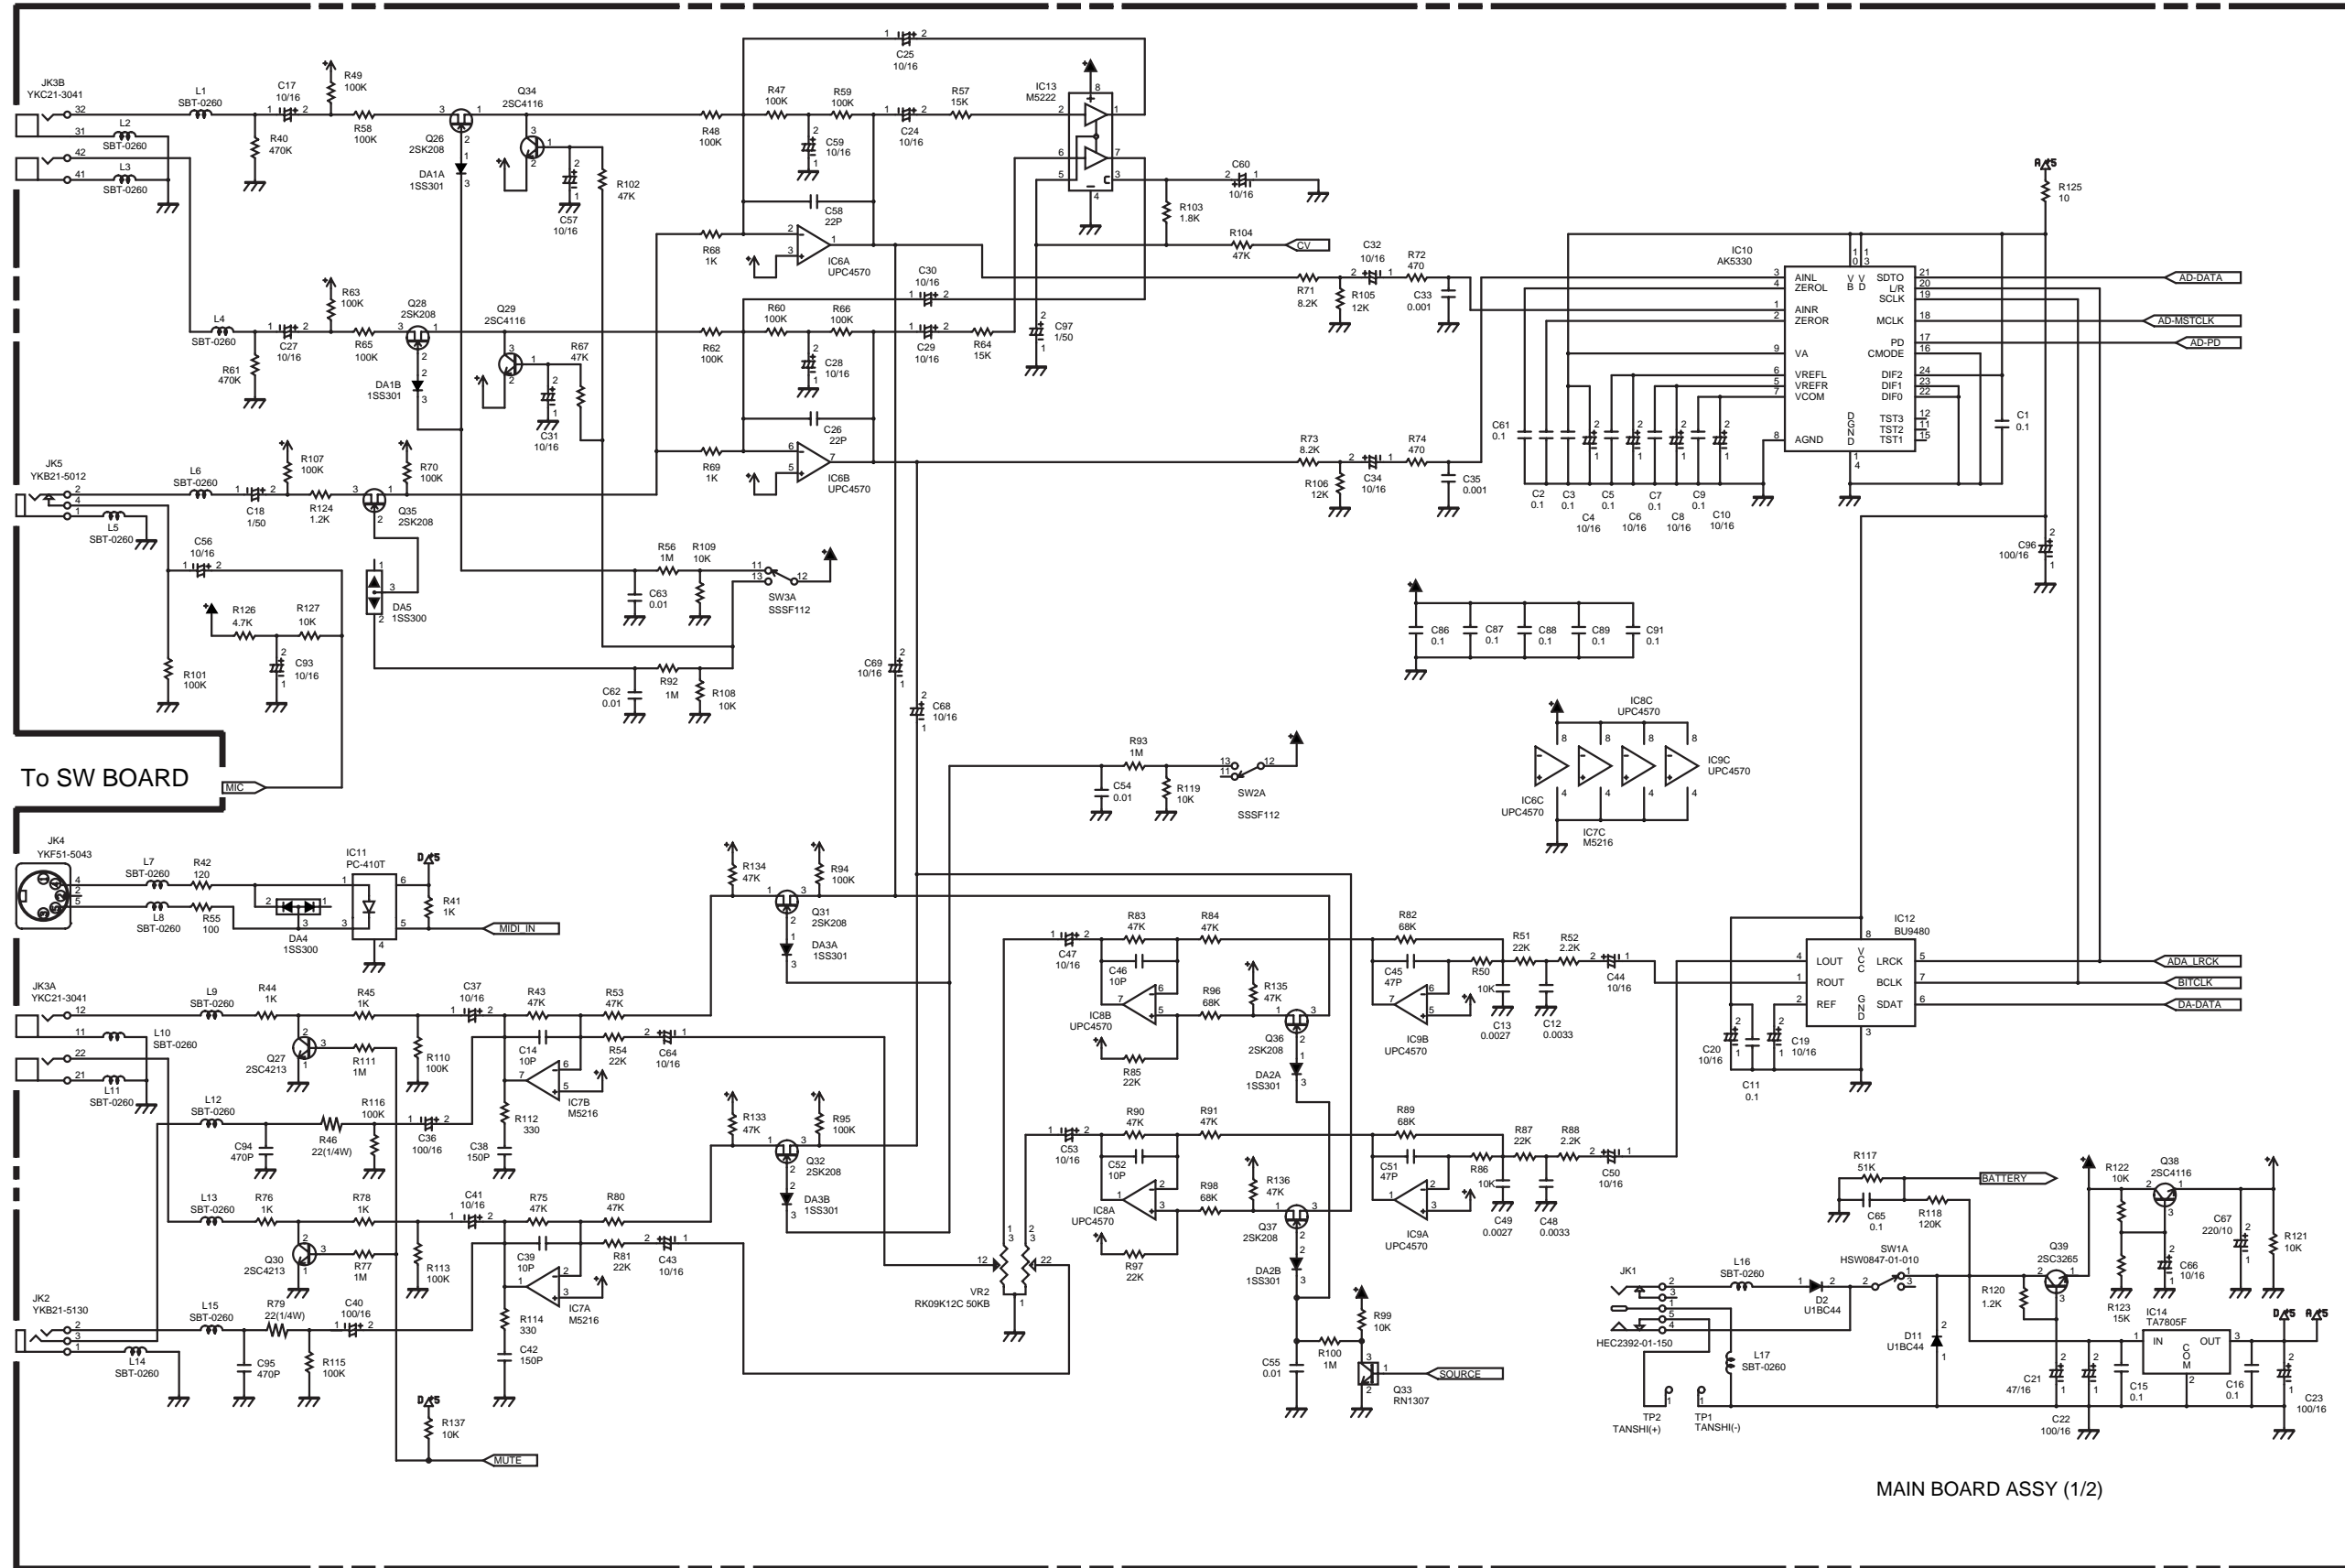 JK3B
YKC21-3041
32
31
42
41
L1
SBT-0260
L2
SBT-0260
L3
SBT-0260
C17
10/16
R49
100K
R40
470K
R58
100K
Q26
2SK208
DA1A
1SS301
Q34
2SC4116
C57
10/16
R102
47K
R48
100K
R47
100K
R59
100K
C59
10/16
C25
10/16
C24
10/16
R57
15K
IC13
M5222
C58
22P
R68
1K
IC6A
UPC4570
C60
10/16
R103
1.8K
R104
47K
CV
C30
10/16
L4
SBT-0260
R63
100K
R61
470K
C27
10/16
R65
100K
Q28
2SK208
DA1B
1SS301
Q29
2SC4116
R67
47K
C31
10/16
R62
100K
R60
100K
R66
100K
C28
10/16
C29
10/16
R64
15K
C97
1/50
C26
22P
R69
1K
IC6B
UPC4570
R71
8.2K
R105
12K
C32
10/16
R72
470
C33
0.001
R73
8.2K
R106
12K
C34
10/16
R74
470
C35
0.001
A+5
R125
10
IC10
AK5330
AINL
ZEROL
AINR
ZEROR
VA
VREFL
VREFR
VCOM
AGND
VB
VD
DGND
SDTO
L/R
SCLK
MCLK
PD
CMODE
DIF2
DIF1
DIF0
TST3
TST2
TST1
AD-DATA
AD-MSTCLK
AD-PD
C61
0.1
C2
0.1
C3
0.1
C4
10/16
C5
0.1
C6
10/16
C7
0.1
C8
10/16
C9
0.1
C10
10/16
C1
0.1
C96
100/16
JK5
YKB21-5012
L6
SBT-0260
L5
SBT-0260
C18
1/50
R107
100K
R124
1.2K
Q35
2SK208
R70
100K
C56
10/16
R126
4.7K
R127
10K
R101
100K
C93
10/16
DA5
1SS300
R56
1M
R109
10K
C63
0.01
SW3A
SSSF112
R92
1M
C62
0.01
R108
10K
C69
10/16
C68
10/16
C86
0.1
C87
0.1
C88
0.1
C89
0.1
C91
0.1
To SW BOARD
MIC
R93
1M
C54
0.01
R119
10K
SW2A
SSSF112
IC8C
UPC4570
IC9C
UPC4570
IC6C
UPC4570
IC7C
M5216
JK4
YKF51-5043
L7
SBT-0260
R42
120
L8
SBT-0260
R55
100
DA4
1SS300
IC11
PC-410T
D+5
R41
1K
MIDI_IN
R134
47K
R94
100K
Q31
2SK208
DA3A
1SS301
JK3A
YKC21-3041
12
11
22
21
L9
SBT-0260
R44
1K
R45
1K
L10
SBT-0260
L11
SBT-0260
Q27
2SC4213
R111
1M
R110
100K
C37
10/16
R43
47K
R53
47K
C14
10P
R54
22K
C64
10/16
IC7B
M5216
R112
330
C38
150P
L12
SBT-0260
C94
470P
R46
22(1/4W)
R116
100K
C36
100/16
R133
47K
R95
100K
Q32
2SK208
DA3B
1SS301
L13
SBT-0260
R76
1K
R78
1K
Q30
2SC4213
R77
1M
R113
100K
C41
10/16
R75
47K
R80
47K
C39
10P
R81
22K
C43
10/16
IC7A
M5216
R114
330
C42
150P
JK2
YKB21-5130
L15
SBT-0260
R79
22(1/4W)
C40
100/16
L14
SBT-0260
C95
470P
R115
100K
D+5
R137
10K
MUTE
C47
10/16
R83
47K
R84
47K
C46
10P
IC8B
UPC4570
R85
22K
R96
68K
R135
47K
Q36
2SK208
DA2A
1SS301
R82
68K
C45
47P
R50
10K
IC9B
UPC4570
R51
22K
R52
2.2K
C13
0.0027
C12
0.0033
C44
10/16
C53
10/16
R90
47K
R91
47K
C52
10P
IC8A
UPC4570
R97
22K
R98
68K
R136
47K
Q37
2SK208
DA2B
1SS301
R89
68K
C51
47P
R86
10K
IC9A
UPC4570
R87
22K
R88
2.2K
C49
0.0027
C48
0.0033
C50
10/16
VR2
RK09K12C 50KB
C55
0.01
R100
1M
R99
10K
Q33
RN1307
SOURCE
IC12
BU9480
LOUT
ROUT
REF
VCC
GND
LRCK
BCLK
SDAT
ADA_LRCK
BITCLK
DA-DATA
C20
10/16
C11
0.1
C19
10/16
R117
51K
BATTERY
C65
0.1
R118
120K
R122
10K
Q38
2SC4116
C67
220/10
R121
10K
C66
10/16
R123
15K
Q39
2SC3265
R120
1.2K
SW1A
HSW0847-01-010
JK1
HEC2392-01-150
L16
SBT-0260
D2
U1BC44
L17
SBT-0260
D11
U1BC44
TP2
TANSHI(+)
TP1
TANSHI(-)
C21
47/16
C22
100/16
C15
0.1
IC14
TA7805F
IN
OUT
COM
C16
0.1
D+5
A+5
C23
100/16
MAIN BOARD ASSY (1/2)